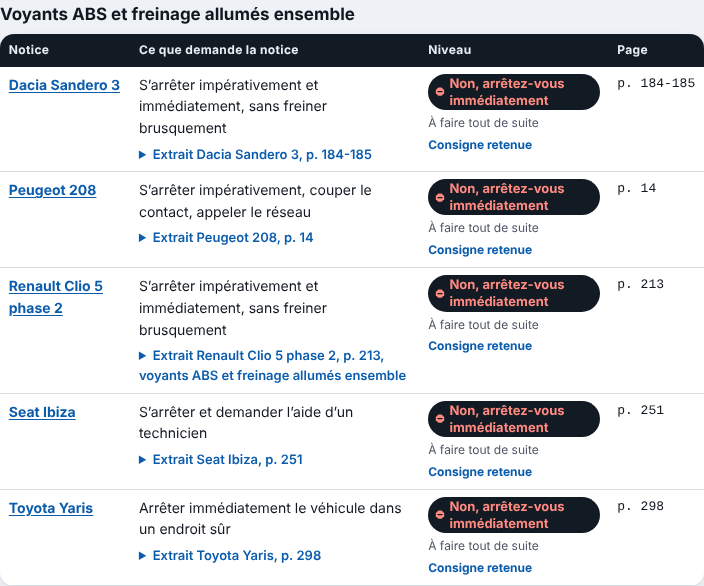 Voyants ABS et freinage allumés ensemble
Notice Ce que demande la notice Niveau Page
Dacia Sandero 3
S’arrêter impérativement et
immédiatement, sans freiner
brusquement
▶ Extrait Dacia Sandero 3, p. 184-185
Non, arrêtez-vous
immédiatement
À faire tout de suite
Consigne retenue
p. 184-185
Peugeot 208
S’arrêter impérativement, couper le
contact, appeler le réseau
▶ Extrait Peugeot 208, p. 14
Non, arrêtez-vous
immédiatement
À faire tout de suite
Consigne retenue
p. 14
Renault Clio 5
phase 2
S’arrêter impérativement et
immédiatement, sans freiner
brusquement
▶ Extrait Renault Clio 5 phase 2, p. 213,
voyants ABS et freinage allumés ensemble
Non, arrêtez-vous
immédiatement
À faire tout de suite
Consigne retenue
p. 213
Seat Ibiza
S’arrêter et demander l’aide d’un
technicien
▶ Extrait Seat Ibiza, p. 251
Non, arrêtez-vous
immédiatement
À faire tout de suite
Consigne retenue
p. 251
Toyota Yaris
Arrêter immédiatement le véhicule dans
un endroit sûr
▶ Extrait Toyota Yaris, p. 298
Non, arrêtez-vous
immédiatement
À faire tout de suite
Consigne retenue
p. 298